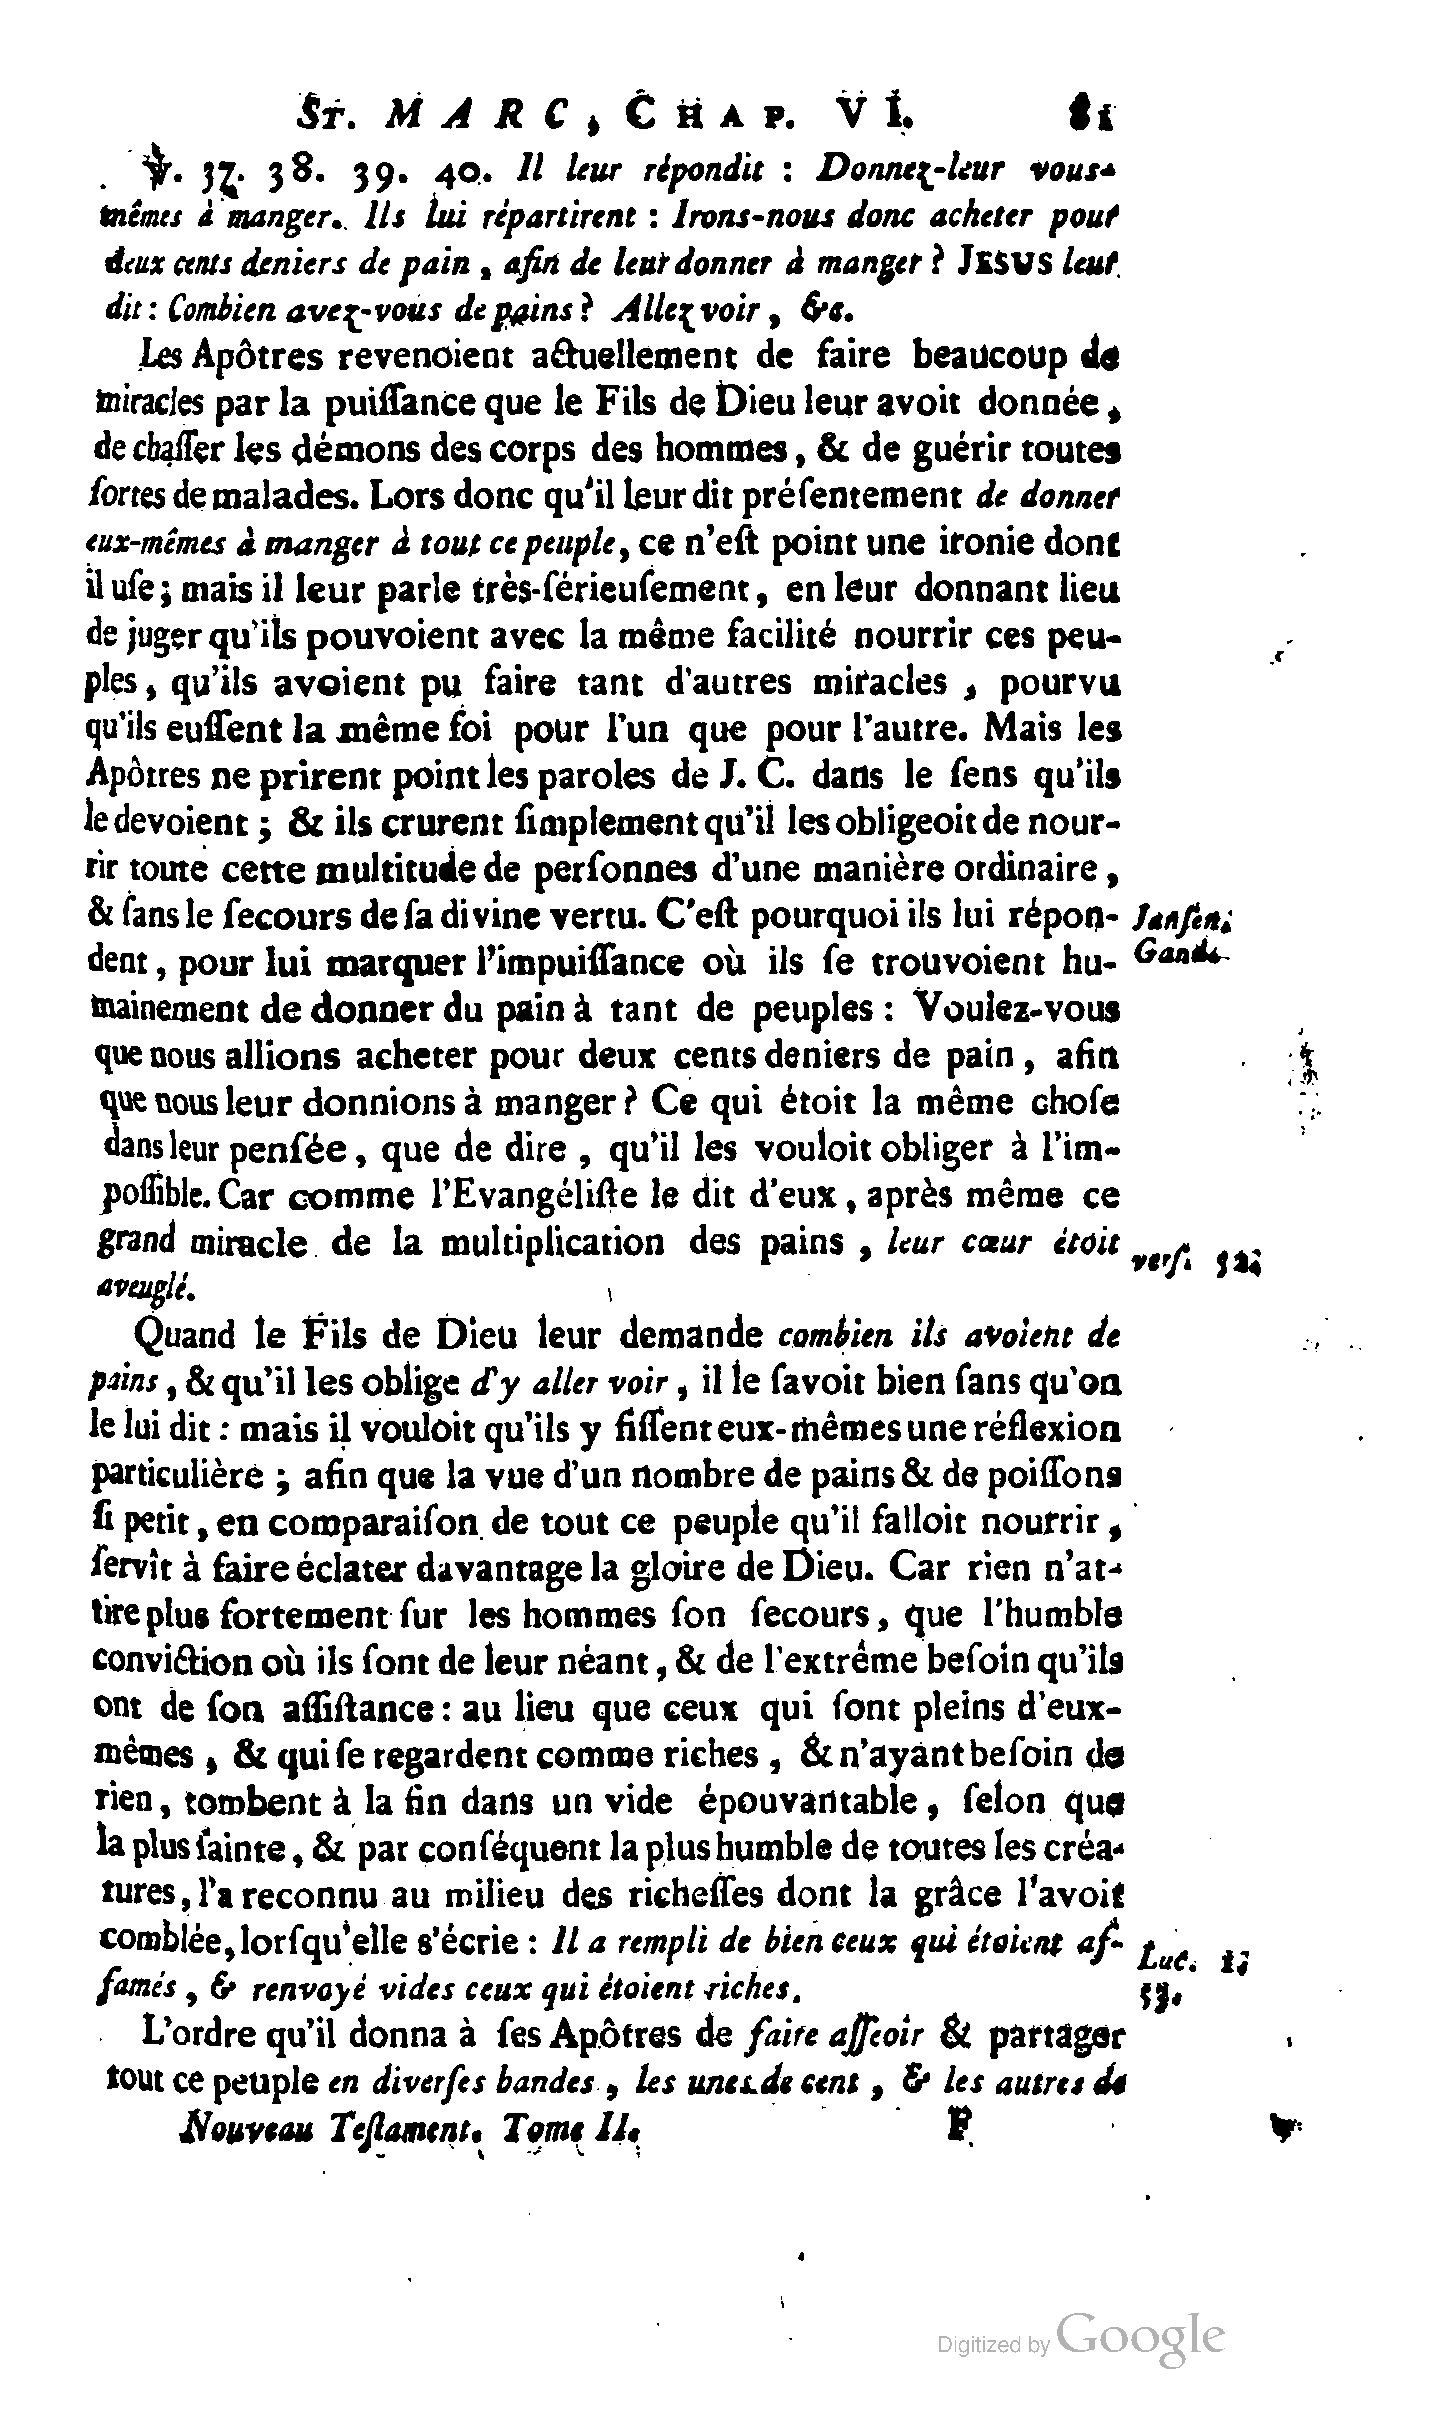 ST. MARC, CHAP. VI. 81
℣. 37. 38. 39. 40. Il leur répondit : Donnez-leur vous-
mêmes à manger. Ils lui répartirent : Irons-nous donc acheter pour
deux cents deniers de pain, afin de leur donner à manger ? JESUS leur
dit : Combien avez-vous de pains ? Allez voir, &c.
Les Apôtres revenoient actuellement de faire beaucoup de
miracles par la puiſſance que le Fils de Dieu leur avoit donnée,
de chaſſer les démons des corps des hommes, & de guérir toutes
ſortes de malades. Lors donc qu'il leur dit préſentement de donner
eux-mêmes à manger à tout ce peuple, ce n'eſt point une ironie dont
il uſe ; mais il leur parle très-ſérieuſement, en leur donnant lieu
de juger qu'ils pouvoient avec la même facilité nourrir ces peu-
ples, qu'ils avoient pu faire tant d'autres miracles, pourvu
qu'ils euſſent la même foi pour l'un que pour l'autre. Mais les
Apôtres ne prirent point les paroles de J. C. dans le ſens qu'ils
le devoient ; & ils crurent ſimplement qu'il les obligeoit de nour-
rir toute cette multitude de perſonnes d'une manière ordinaire,
& ſans le ſecours de ſa divine vertu. C'eſt pourquoi ils lui répon-
Janſen.
dent, pour lui marquer l'impuiſſance où ils ſe trouvoient hu-
Gand.
mainement de donner du pain à tant de peuples : Voulez-vous
que nous allions acheter pour deux cents deniers de pain, afin
que nous leur donnions à manger ? Ce qui étoit la même choſe
dans leur penſée, que de dire, qu'il les vouloit obliger à l'im-
poſſible. Car comme l'Evangéliſte le dit d'eux, après même ce
grand miracle de la multiplication des pains, leur cœur étoit
verſ. 52.
aveuglé.
Quand le Fils de Dieu leur demande combien ils avoient de
pains, & qu'il les oblige d'y aller voir, il le ſavoit bien ſans qu'on
le lui dit : mais il vouloit qu'ils y fiſſent eux-mêmes une réflexion
particulière ; afin que la vue d'un nombre de pains & de poiſſons
ſi petit, en comparaiſon de tout ce peuple qu'il falloit nourrir,
ſervît à faire éclater davantage la gloire de Dieu. Car rien n'at-
tire plus fortement ſur les hommes ſon ſecours, que l'humble
conviction où ils ſont de leur néant, & de l'extrême beſoin qu'ils
ont de ſon aſſiſtance : au lieu que ceux qui ſont pleins d'eux-
mêmes, & qui ſe regardent comme riches, & n'ayant beſoin de
rien, tombent à la fin dans un vide épouvantable, ſelon que
la plus ſainte, & par conſéquent la plus humble de toutes les créa-
tures, l'a reconnu au milieu des richeſſes dont la grâce l'avoit
comblée, lorſqu'elle s'écrie : Il a rempli de bien ceux qui étoient af-
Luc. 1.
famés, & renvoyé vides ceux qui étoient riches.
53.
L'ordre qu'il donna à ſes Apôtres de faire aſſeoir & partager
tout ce peuple en diverſes bandes, les unes de cent, & les autres de
Nouveau Teſtament. Tome II. F
Digitized by Google